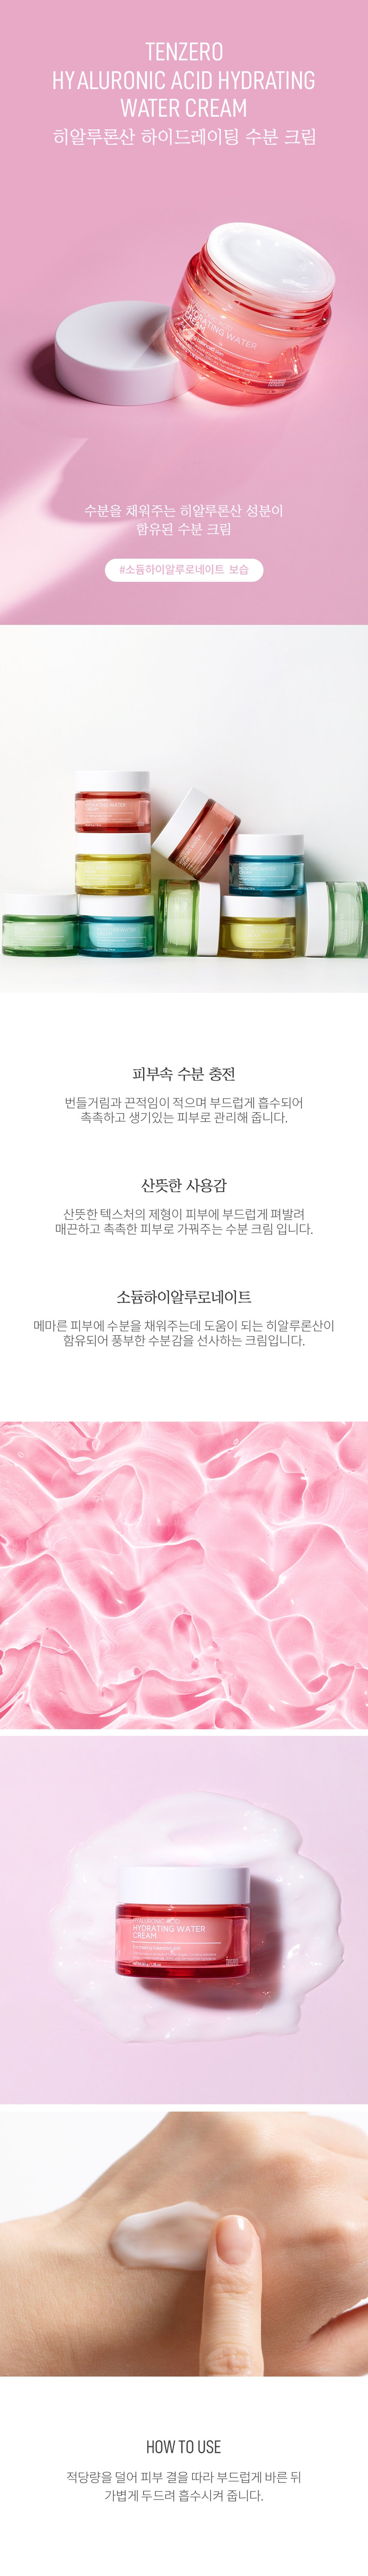 TENZERO
HYALURONIC ACID HYDRATING
WATER CREAM
히알루론산 하이드레이팅 수분 크림
HYDRATING WATER
CREAM
수분을 채워주는 히알루론산 성분이
함유된 수분 크림
#소듐하이알루로네이트 보습
피부속 수분 충전
번들거림과 끈적임이 적으며 부드럽게 흡수되어
촉촉하고 생기있는 피부로 관리해 줍니다.
산뜻한 사용감
산뜻한 텍스처의 제형이 피부에 부드럽게 펴발려
매끈하고 촉촉한 피부로 가꿔주는 수분 크림 입니다.
소듐하이알루로네이트
메마른 피부에 수분을 채워주는데 도움이 되는 히알루론산이
함유되어 풍부한 수분감을 선사하는 크림입니다.
HYALURONIC ACID
HYDRATING WATER
CREAM
HOW TO USE
적당량을 덜어 피부 결을 따라 부드럽게 바른 뒤
가볍게 두드려 흡수시켜 줍니다.